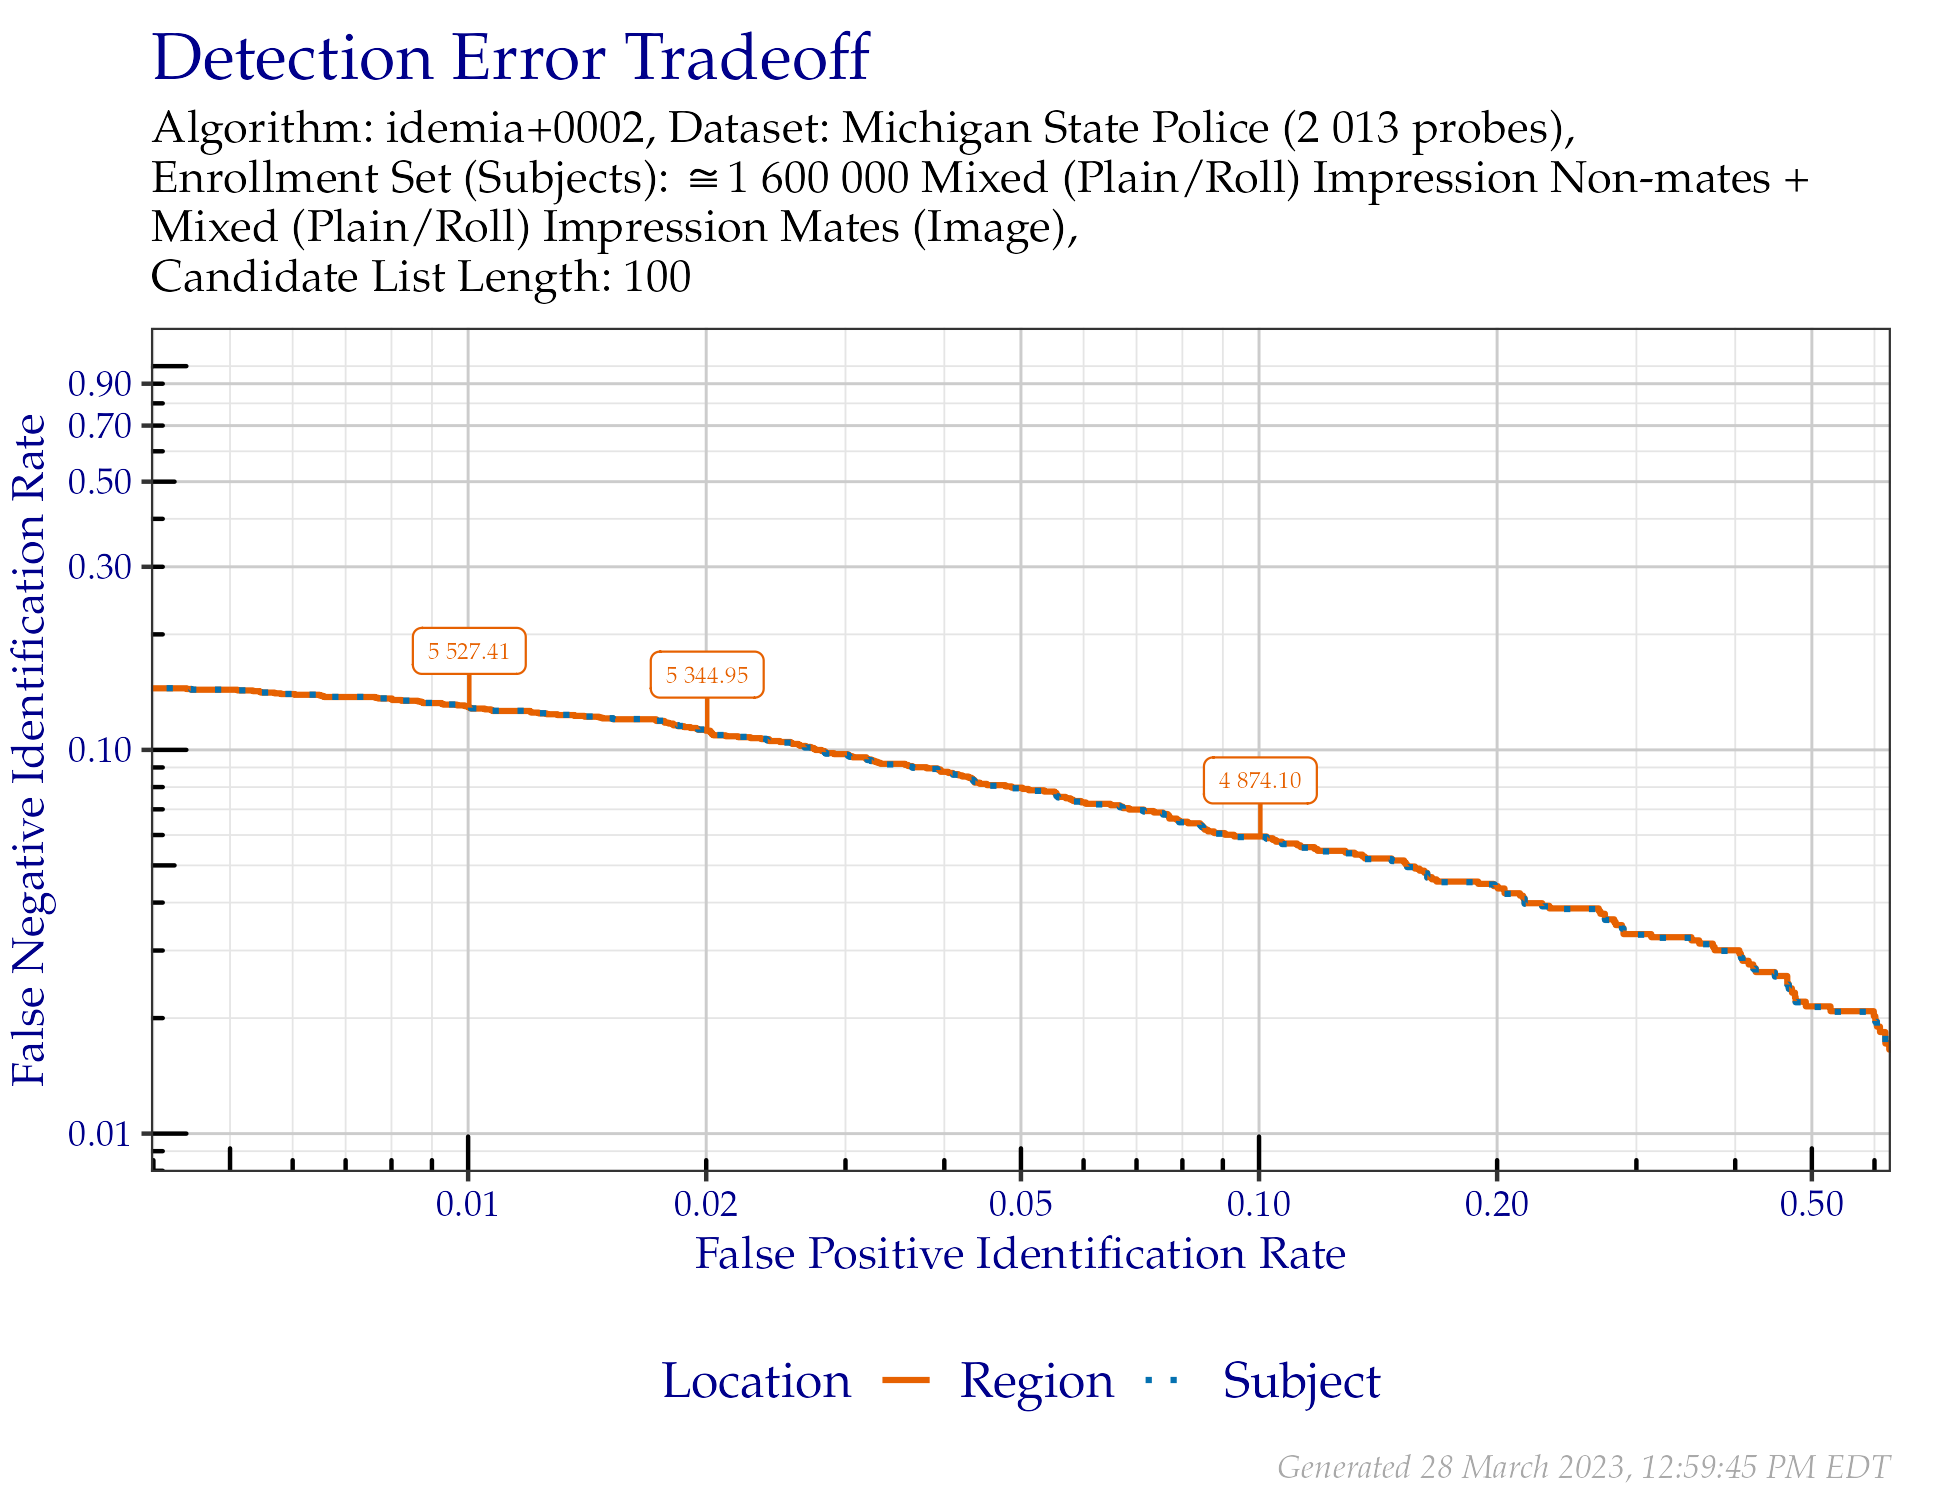 Detection Error Tradeoff
Algorithm: idemia+0002, Dataset: Michigan State Police (2 013 probes),
Enrollment Set (Subjects): ≅1 600 000 Mixed (Plain/Roll) Impression Non-mates +
Mixed (Plain/Roll) Impression Mates (Image),
Candidate List Length: 100
False Negative Identification Rate
0.90
0.70
0.50
0.30
0.10
0.01
5 527.41
5 344.95
4 874.10
0.01 0.02 0.05 0.10 0.20 0.50
False Positive Identification Rate
Location Region Subject
Generated 28 March 2023, 12:59:45 PM EDT